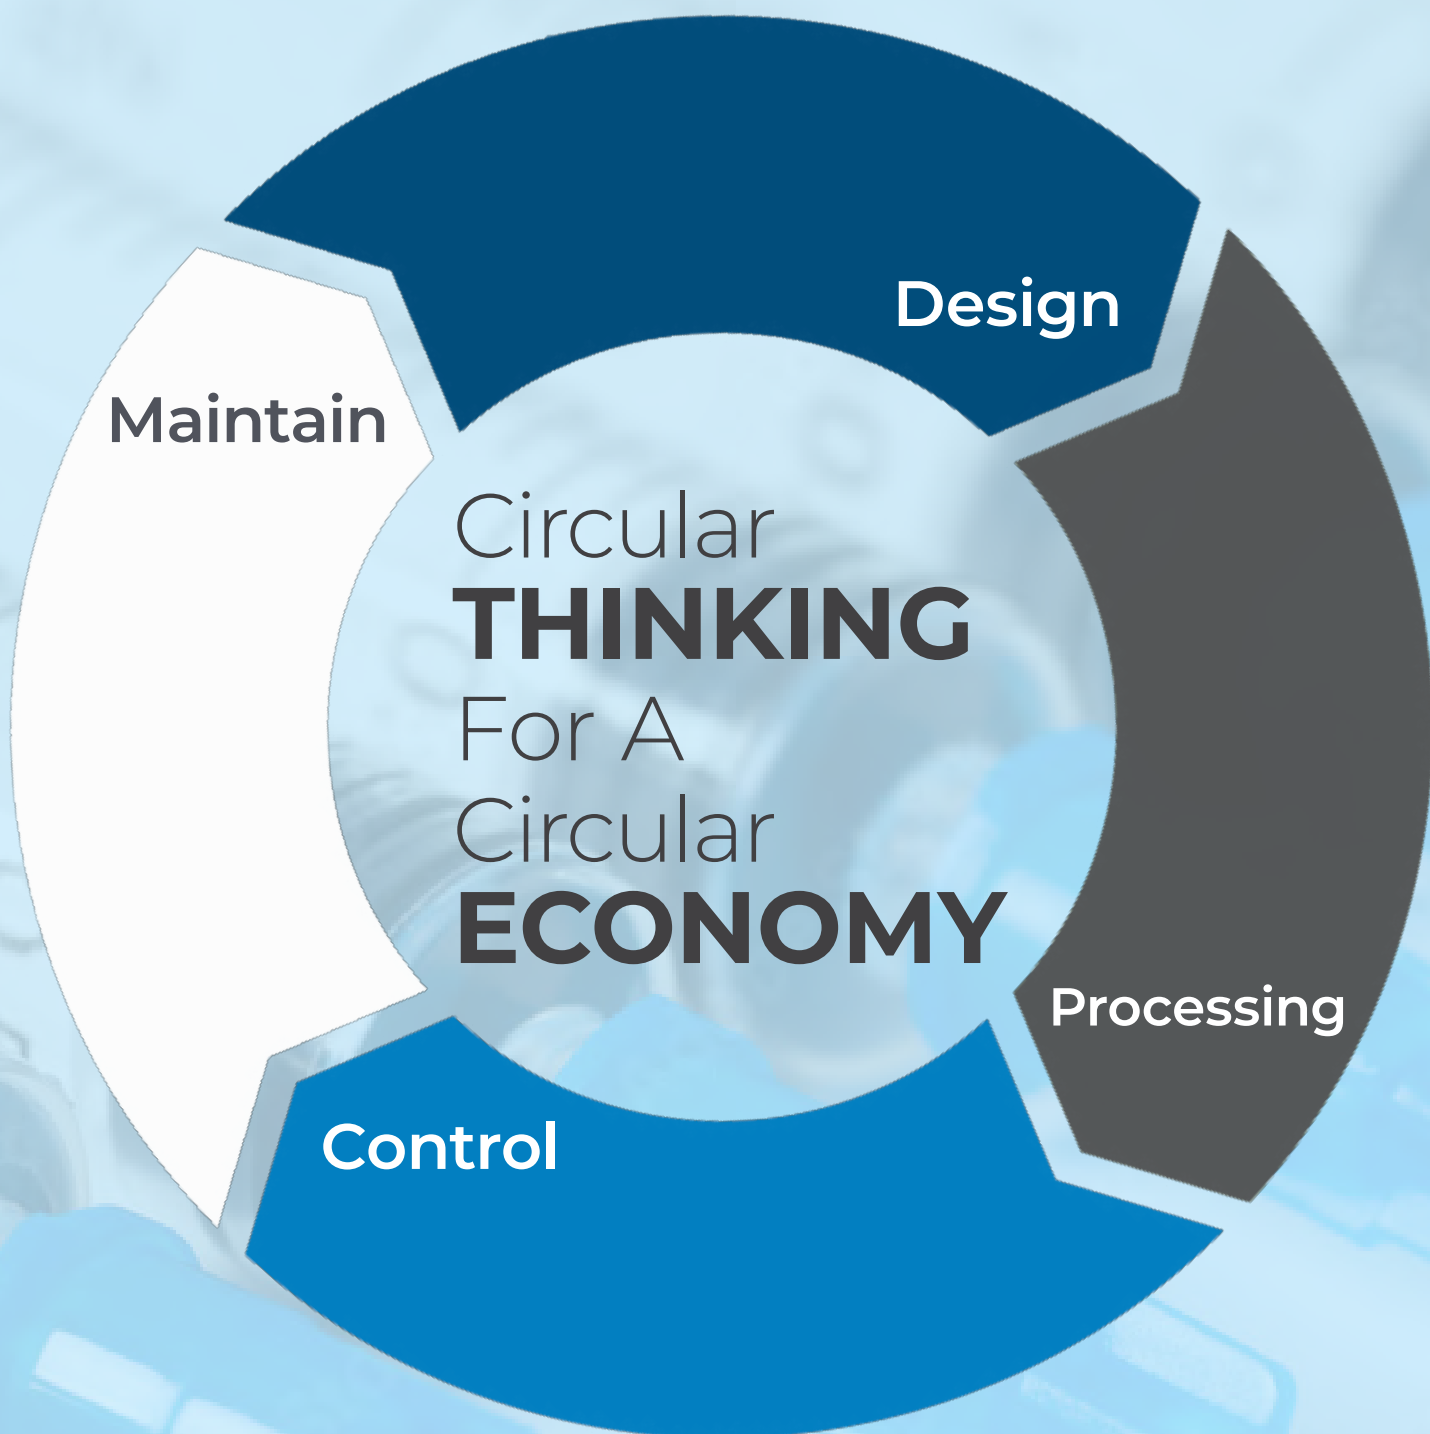 Design
Maintain
Circular
THINKING
For A
Circular
ECONOMY
Processing
Control